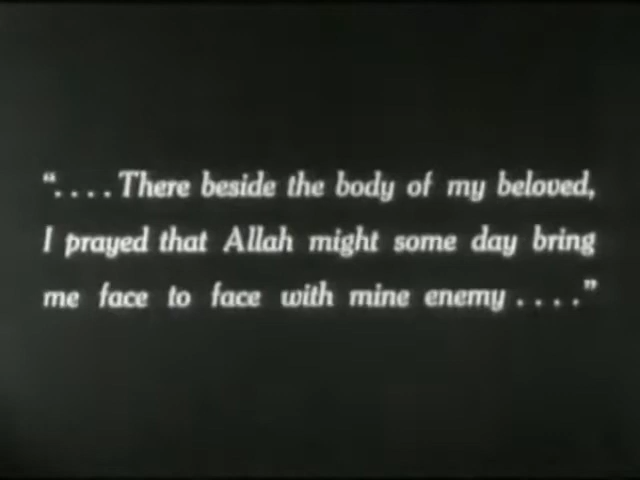 “. . . . There beside the body of my beloved,
I prayed that Allah might some day bring
me face to face with mine enemy . . . .”